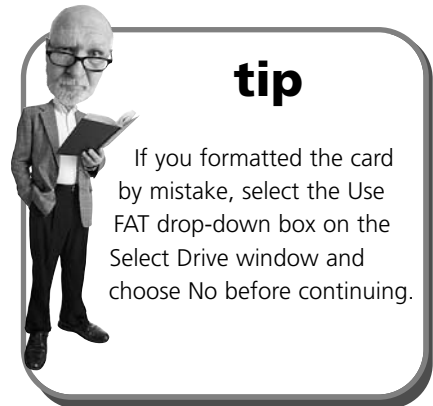 tip
If you formatted the card
by mistake, select the Use
FAT drop-down box on the
Select Drive window and
choose No before continuing.